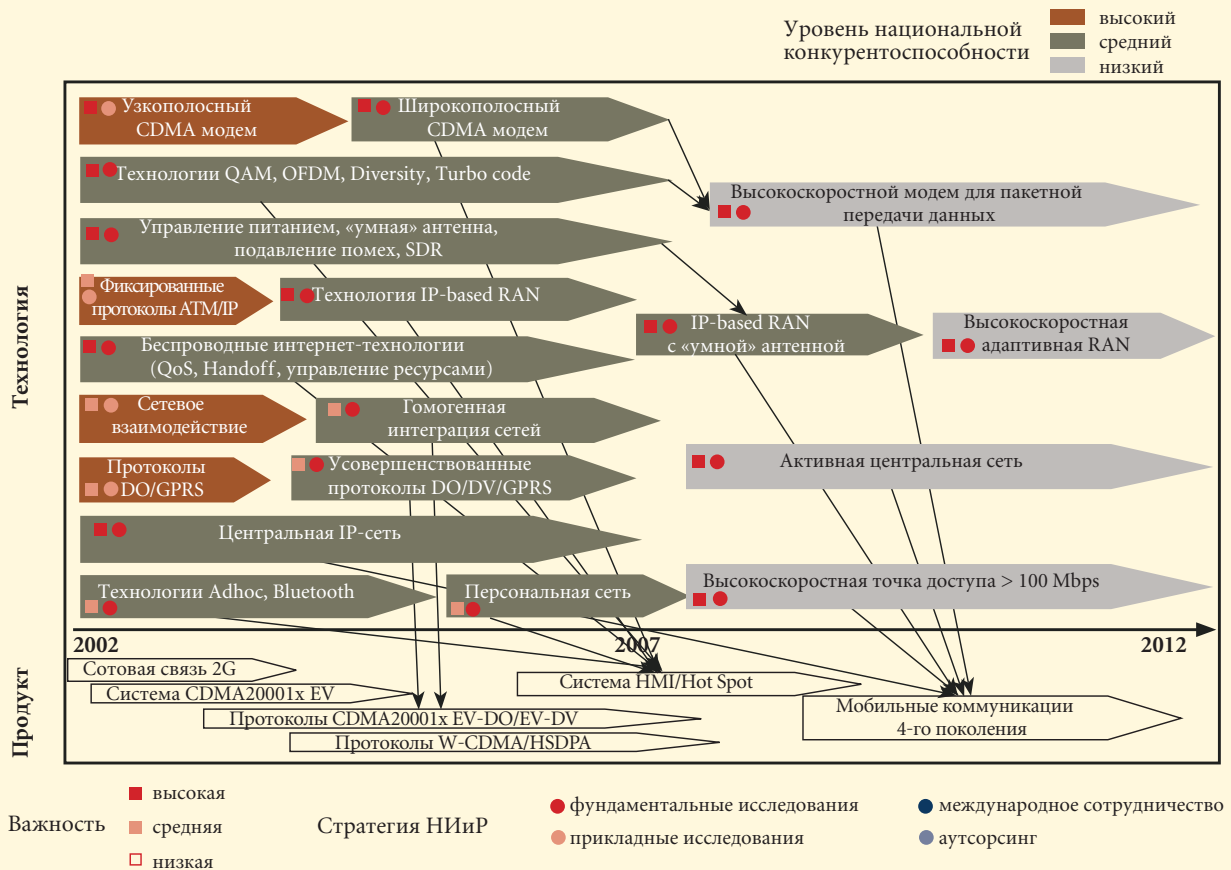 Уровень национальной
конкурентоспособности
высокий
средний
низкий
Технология
Узкополосный
CDMA модем
Широкополосный
CDMA модем
Технологии QAM, OFDM, Diversity, Turbo code
Высокоскоростной модем для пакетной
передачи данных
Управление питанием, «умная» антенна,
подавление помех, SDR
Фиксированные
протоколы ATM/IP
Технология IP-based RAN
IP-based RAN
с «умной» антенной
Высокоскоростная
адаптивная RAN
Беспроводные интернет-технологии
(QoS, Handoff, управление ресурсами)
Сетевое
взаимодействие
Гомогенная
интеграция сетей
Протоколы
DO/GPRS
Усовершенствованные
протоколы DO/DV/GPRS
Активная центральная сеть
Центральная IP-сеть
Технологии Adhoc, Bluetooth
Персональная сеть
Высокоскоростная точка доступа > 100 Mbps
2002
2007
2012
Продукт
Сотовая связь 2G
Система CDMA20001x EV
Система HMI/Hot Spot
Протоколы CDMA20001x EV-DO/EV-DV
Протоколы W-CDMA/HSDPA
Мобильные коммуникации
4-го поколения
Важность
высокая
средняя
низкая
Стратегия НИиР
фундаментальные исследования
прикладные исследования
международное сотрудничество
аутсорсинг